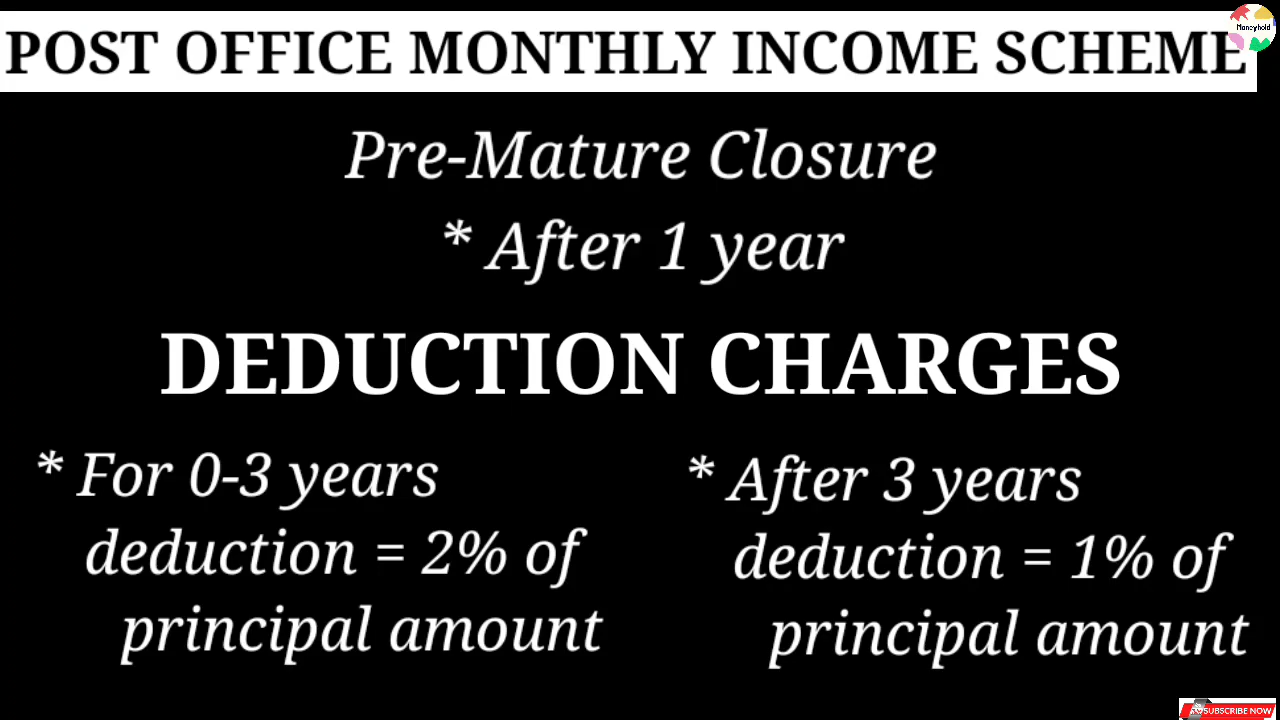 POST OFFICE MONTHLY INCOME SCHEME
Moneyhold
Pre-Mature Closure
* After 1 year
DEDUCTION CHARGES
* For 0-3 years
deduction = 2% of
principal amount
* After 3 years
deduction = 1% of
principal amount
SUBSCRIBE NOW